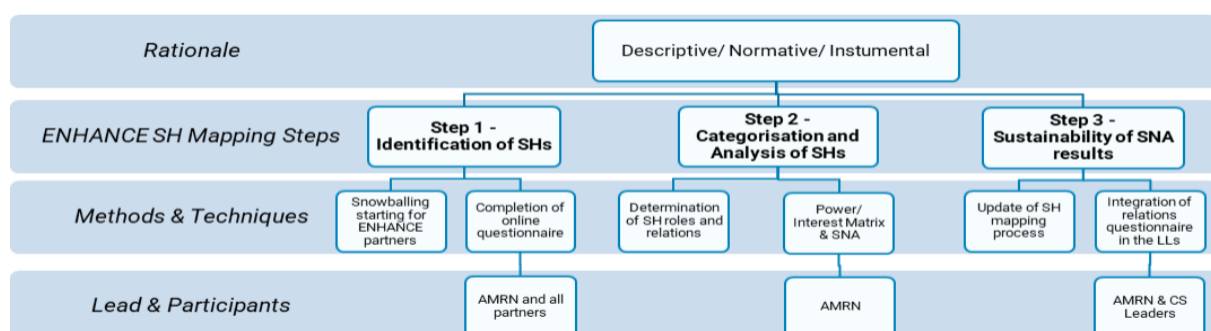 Rationale
Descriptive/ Normative/ Instumental
ENHANCE SH Mapping Steps
Step 1 -
Identification of SHs
Step 2 -
Categorisation and
Analysis of SHs
Step 3 -
Sustainability of SNA
results
Methods & Techniques
Snowballing
starting for
ENHANCE
partners
Completion of
online
questionnaire
Determination
of SH roles and
relations
Power/
Interest Matrix
& SNA
Update of SH
mapping
process
Integration of
relations
questionnaire
in the LLs
Lead & Participants
AMRN and all
partners
AMRN
AMRN & CS
Leaders